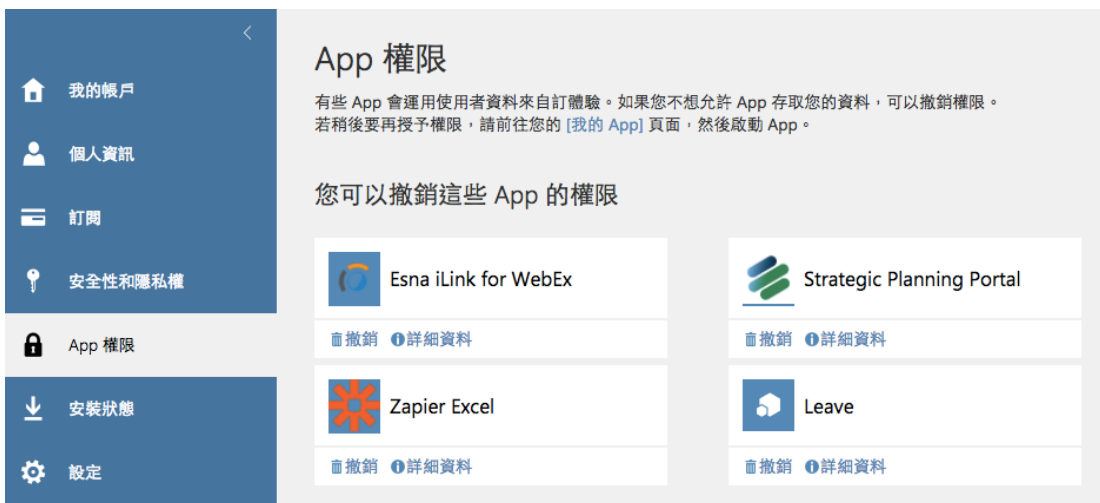 我的帳戶
個人資訊
訂閱
安全性和隱私權
App 權限
安裝狀態
設定
App 權限
有些 App 會運用使用者資料來自訂體驗。如果您不想允許 App 存取您的資料，可以撤銷權限。
若稍後要再授予權限，請前往您的 [我的 App] 頁面，然後啟動 App。
您可以撤銷這些 App 的權限
Esna iLink for WebEx
撤銷 詳細資料
Strategic Planning Portal
撤銷 詳細資料
Zapier Excel
撤銷 詳細資料
Leave
撤銷 詳細資料